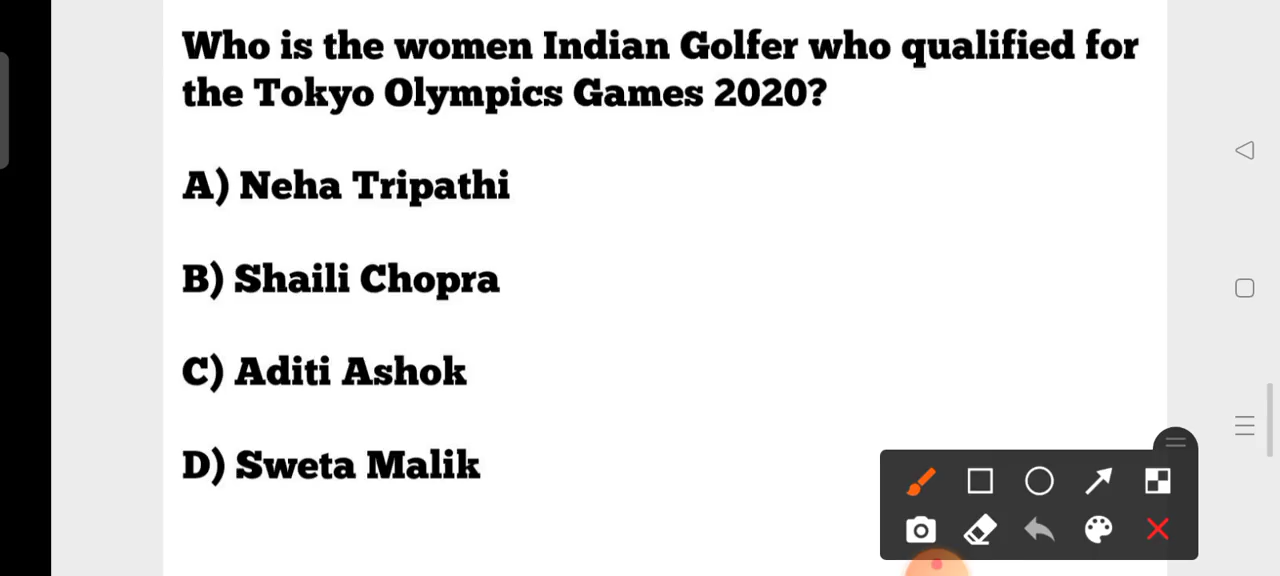 Who is the women Indian Golfer who qualified for
the Tokyo Olympics Games 2020?
A) Neha Tripathi
B) Shaili Chopra
C) Aditi Ashok
D) Sweta Malik